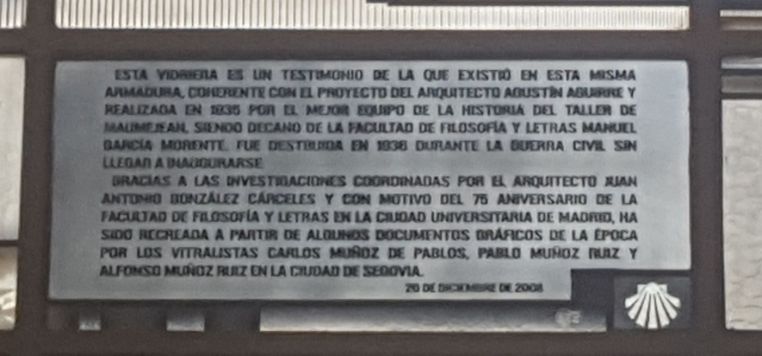 ESTA VIDRIERA ES UN TESTIMONIO DE LA QUE EXISTIÓ EN ESTA MISMA
ARMADURA, COHERENTE CON EL PROYECTO DEL ARQUITECTO AGUSTÍN AGUIRRE Y
REALIZADA EN 1935 POR EL MEJOR EQUIPO DE LA HISTORIA DEL TALLER DE
MAUMEJEAN, SIENDO DECANO DE LA FACULTAD DE FILOSOFÍA Y LETRAS MANUEL
GARCÍA MORENTE. FUE DESTRUIDA EN 1936 DURANTE LA GUERRA CIVIL SIN
LLEGAR A INAUGURARSE
GRACIAS A LAS INVESTIGACIONES COORDINADAS POR EL ARQUITECTO JUAN
ANTONIO GONZÁLEZ CÁRCELES Y CON MOTIVO DEL 75 ANIVERSARIO DE LA
FACULTAD DE FILOSOFÍA Y LETRAS EN LA CIUDAD UNIVERSITARIA DE MADRID, HA
SIDO RECREADA A PARTIR DE ALGUNOS DOCUMENTOS GRÁFICOS DE LA ÉPOCA
POR LOS VITRALISTAS CARLOS MUÑOZ DE PABLOS, PABLO MUÑOZ RUIZ Y
ALFONSO MUÑOZ RUIZ EN LA CIUDAD DE SEGOVIA.
20 DE DICIEMBRE DE 2008